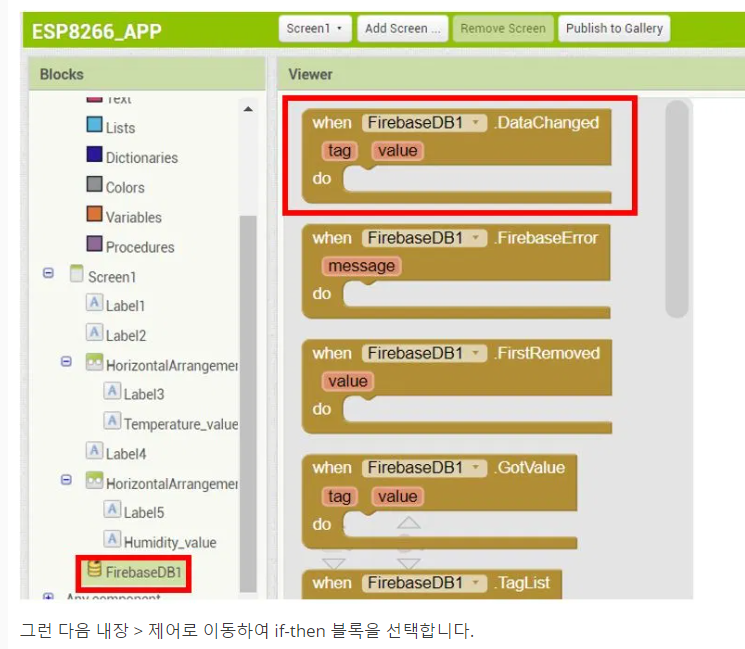 ESP8266_APP
Screen1 Add Screen ... Remove Screen Publish to Gallery
Blocks
Viewer
Text
Lists
Dictionaries
Colors
Variables
Procedures
Screen1
Label1
Label2
HorizontalArrangemer
Label3
Temperature_value
Label4
HorizontalArrangemer
Label5
Humidity_value
FirebaseDB1
Any component
when FirebaseDB1 .DataChanged
tag value
do
when FirebaseDB1 .FirebaseError
message
do
when FirebaseDB1 .FirstRemoved
value
do
when FirebaseDB1 .GotValue
tag value
do
when FirebaseDB1 .TagList
그런 다음 내장 > 제어로 이동하여 if-then 블록을 선택합니다.